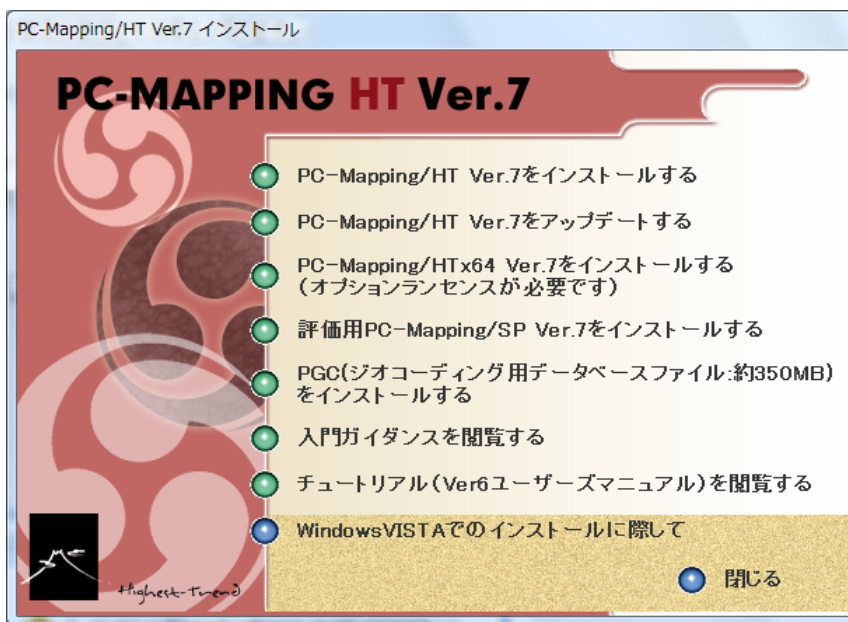 PC-Mapping/HT Ver.7 インストール
PC-MAPPING HT Ver.7
PC-Mapping/HT Ver.7をインストールする
PC-Mapping/HT Ver.7をアップデートする
PC-Mapping/HTx64 Ver.7をインストールする
(オプションランセンスが必要です)
評価用PC-Mapping/SP Ver.7をインストールする
PGC(ジオコーディング用データベースファイル:約350MB)
をインストールする
入門ガイダンスを閲覧する
チュートリアル(Ver6ユーザーズマニュアル)を閲覧する
WindowsVISTAでのインストールに際して
Highest-Trend
閉じる